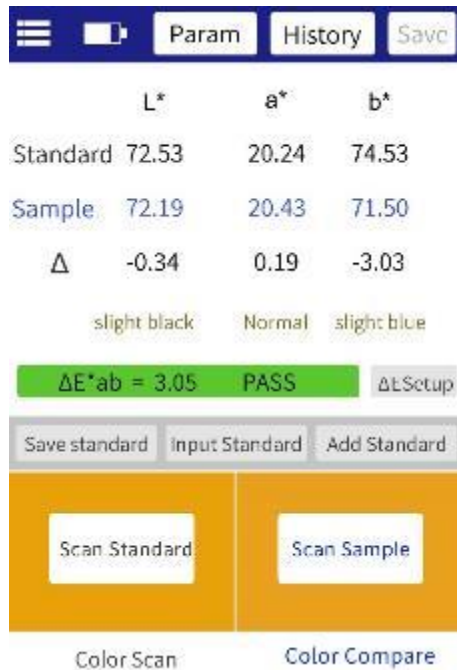 Param History Save
L* a* b*
Standard 72.53 20.24 74.53
Sample 72.19 20.43 71.50
Δ -0.34 0.19 -3.03
slight black Normal slight blue
ΔE*ab = 3.05 PASS ΔESetup
Save standard Input Standard Add Standard
Scan Standard Scan Sample
Color Scan Color Compare